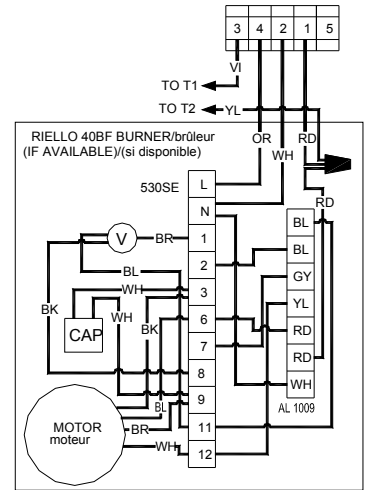 3 4 2 1 5
VI
TO T1
TO T2 YL
OR RD
WH
RIELLO 40BF BURNER/brûleur
(IF AVAILABLE)/(si disponible)
530SE
RD
L
N
1
2
3
6
7
8
9
11
12
BL
BL
GY
YL
RD
RD
WH
AL 1009
V
BR
BL
WH
BK
WH
BK
CAP
BL
BR
WH
MOTOR
moteur